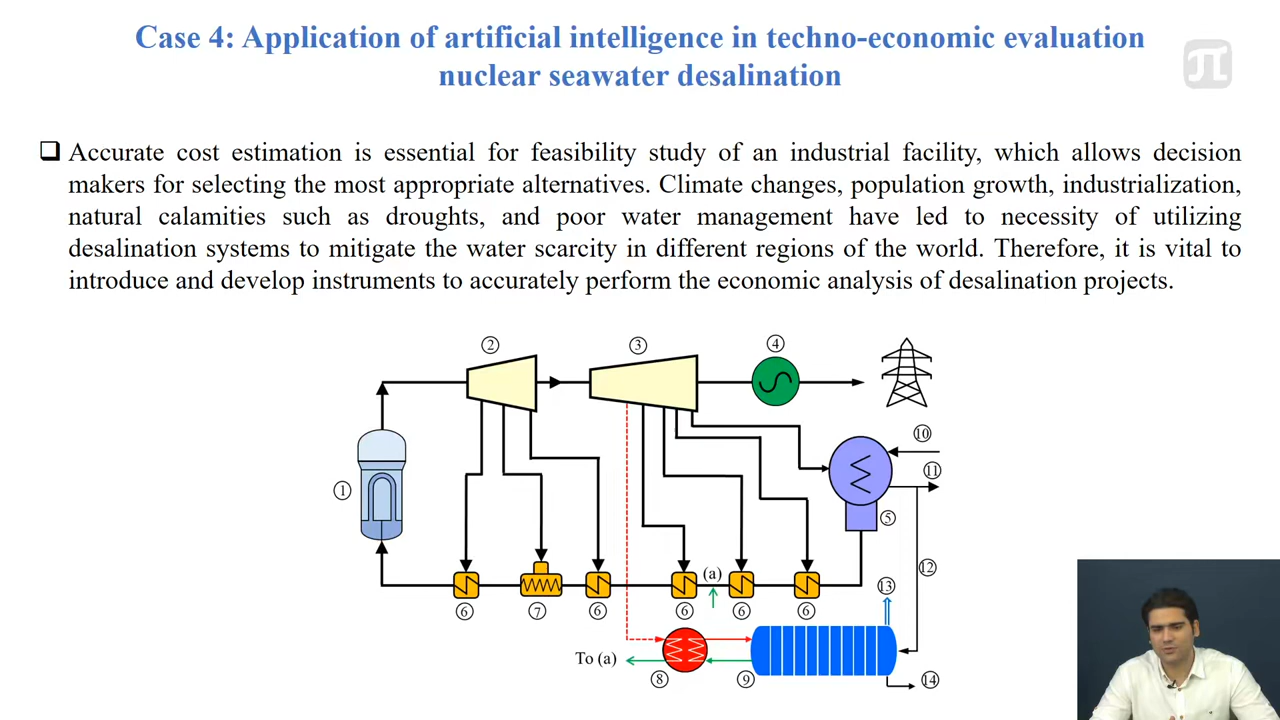 Case 4: Application of artificial intelligence in techno-economic evaluation
nuclear seawater desalination
Accurate cost estimation is essential for feasibility study of an industrial facility, which allows decision
makers for selecting the most appropriate alternatives. Climate changes, population growth, industrialization,
natural calamities such as droughts, and poor water management have led to necessity of utilizing
desalination systems to mitigate the water scarcity in different regions of the world. Therefore, it is vital to
introduce and develop instruments to accurately perform the economic analysis of desalination projects.
② ③ ④
⑩
⑪
①
⑤
(a)
⑫
⑬
⑥ ⑦ ⑥ ⑥ ⑥ ⑥
To (a)
⑧ ⑨ ⑭